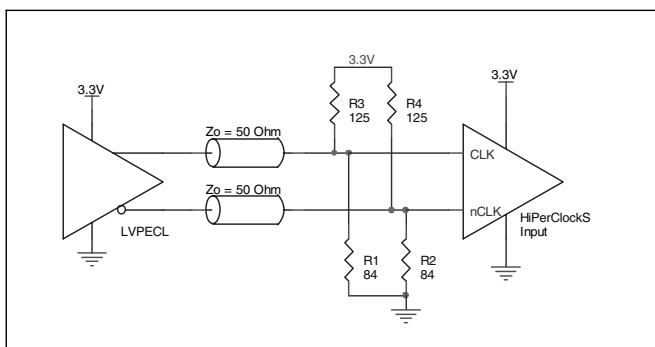 3.3V
3.3V
3.3V
R3
125
R4
125
Zo = 50 Ohm
CLK
Zo = 50 Ohm
nCLK
HiPerClockS
Input
LVPECL
R1
84
R2
84